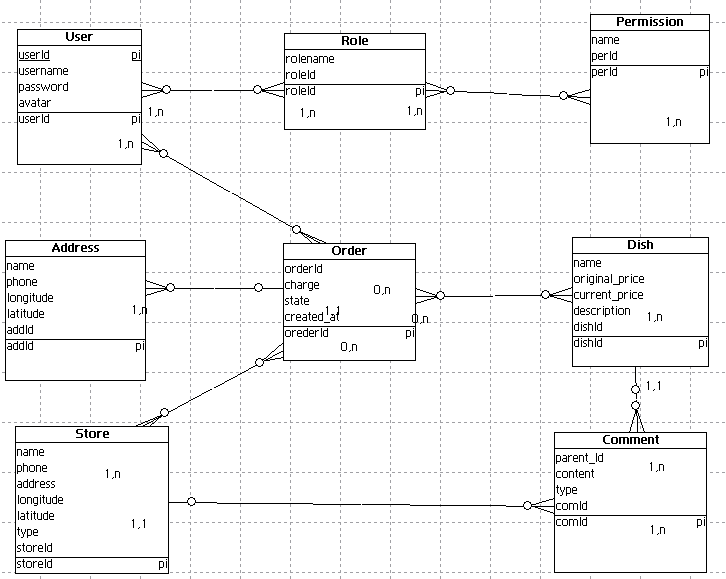 User
userId pi
username
password
avatar
userId pi
1,n
1,n
Role
rolename
roleId
roleId pi
1,n
1,n
Permission
name
perId
perId pi
1,n
Address
name
phone
longitude
latitude
addId
addId pi
1,n
Order
orderId
charge
state
created_at
orederId pi
0,n
1,1
0,n
0,n
Dish
name
original_price
current_price
description
dishId
dishId pi
1,n
1,1
Store
name
phone
address
longitude
latitude
type
storeId
storeId pi
1,n
1,1
Comment
parent_Id
content
type
comId
comId pi
1,n
1,n